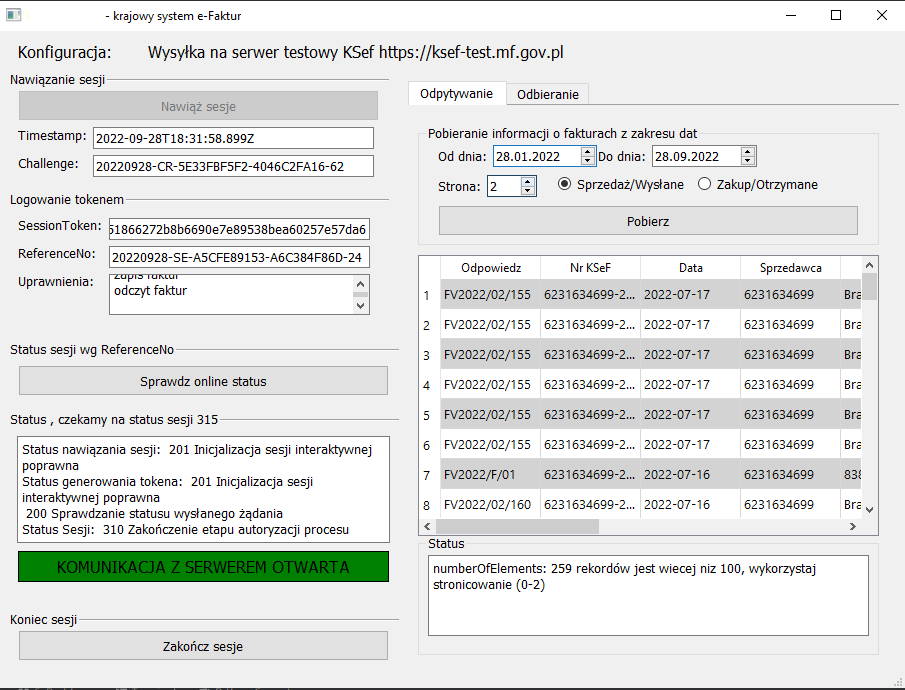 - krajowy system e-Faktur
Konfiguracja: Wysyłka na serwer testowy KSef https://ksef-test.mf.gov.pl
Nawiązanie sesji
Nawiąż sesje
Timestamp: 2022-09-28T18:31:58.899Z
Challenge: 20220928-CR-5E33FBF5F2-4046C2FA16-62
Logowanie tokenem
SessionToken: 61866272b8b6690e7e89538bea60257e57da6
ReferenceNo: 20220928-SE-A5CFE89153-A6C384F86D-24
Uprawnienia: zapis faktur
odczyt faktur
Status sesji wg ReferenceNo
Sprawdz online status
Status , czekamy na status sesji 315
Status nawiązania sesji: 201 Inicjalizacja sesji interaktywnej
poprawna
Status generowania tokena: 201 Inicjalizacja sesji
interaktywnej poprawna
200 Sprawdzanie statusu wysłanego żądania
Status Sesji: 310 Zakończenie etapu autoryzacji procesu
KOMUNIKACJA Z SERWEREM OTWARTA
Koniec sesji
Zakończ sesje
Odpytywanie Odbieranie
Pobieranie informacji o fakturach z zakresu dat
Od dnia: 28.01.2022 Do dnia: 28.09.2022
Strona: 2 Sprzedaż/Wysłane Zakup/Otrzymane
Pobierz
Odpowiedz Nr KSeF Data Sprzedawca
1 FV2022/02/155 6231634699-2... 2022-07-17 6231634699 Bra
2 FV2022/02/155 6231634699-2... 2022-07-17 6231634699 Bra
3 FV2022/02/155 6231634699-2... 2022-07-17 6231634699 Bra
4 FV2022/02/155 6231634699-2... 2022-07-17 6231634699 Bra
5 FV2022/02/155 6231634699-2... 2022-07-17 6231634699 Bra
6 FV2022/02/155 6231634699-2... 2022-07-17 6231634699 Bra
7 FV2022/F/01 6231634699-2... 2022-07-16 6231634699 838
8 FV2022/02/160 6231634699-2... 2022-07-16 6231634699 Bra
Status
numberOfElements: 259 rekordów jest wiecej niz 100, wykorzystaj
stronicowanie (0-2)